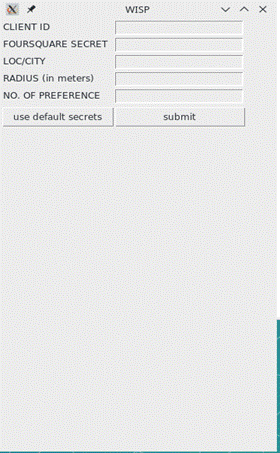 WISP
CLIENT ID
FOURSQUARE SECRET
LOC/CITY
RADIUS (in meters)
NO. OF PREFERENCE
use default secrets submit